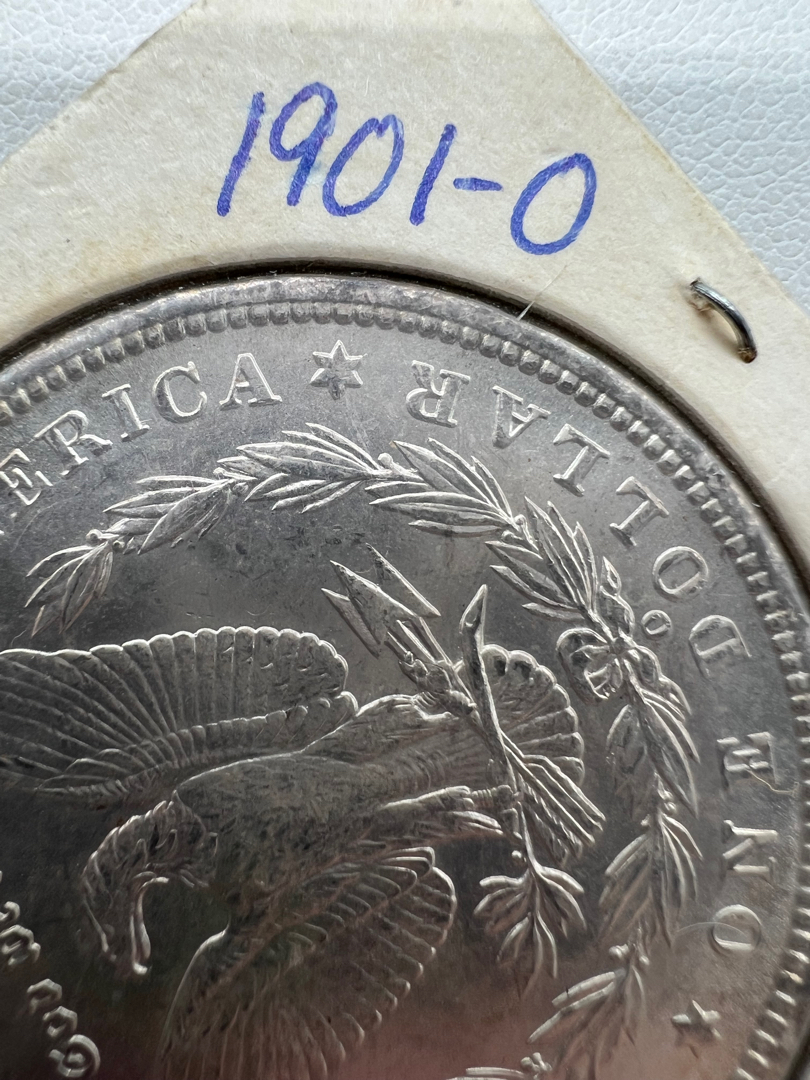 1901-O
ERICA ★ ONE DOLLAR ★
O